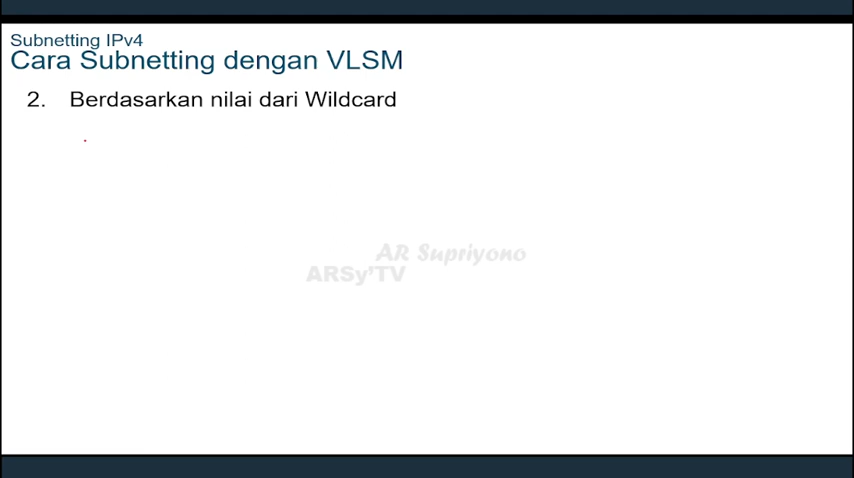 Subnetting IPv4
Cara Subnetting dengan VLSM
2. Berdasarkan nilai dari Wildcard
AR Supriyono
ARSy'TV